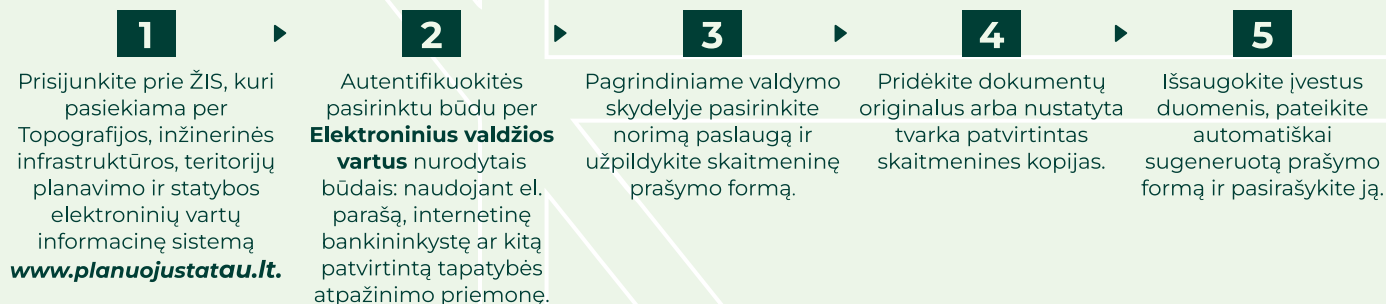 1
Prisijunkite prie ŽIS, kuri
pasiekiama per
Topografijos, inžinerinės
infrastruktūros, teritorijų
planavimo ir statybos
elektroninių vartų
informacinę sistemą
www.planuojustatau.lt.
2
Autentifikuokitės
pasirinktu būdu per
Elektroninius valdžios
vartus nurodytais
būdais: naudojant el.
parašą, internetinę
bankininkystę ar kitą
patvirtintą tapatybės
atpažinimo priemonę.
3
Pagrindiniame valdymo
skydelyje pasirinkite
norimą paslaugą ir
užpildykite skaitmeninę
prašymo formą.
4
Pridėkite dokumentų
originalus arba nustatyta
tvarka patvirtintas
skaitmenines kopijas.
5
Išsaugokite įvestus
duomenis, pateikite
automatiškai
sugeneruotą prašymo
formą ir pasirašykite ją.